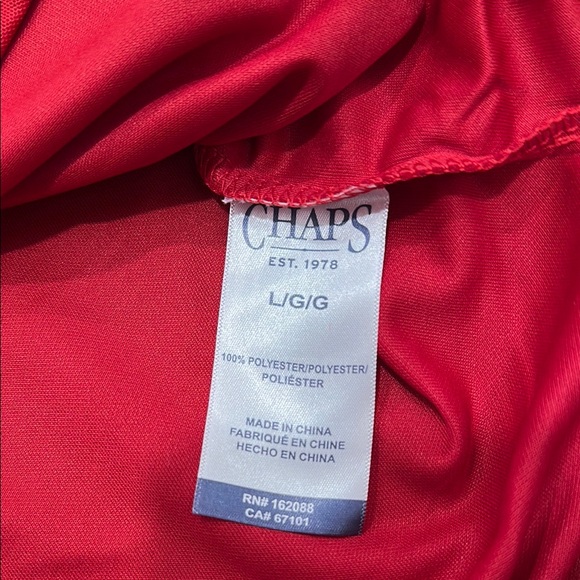 CHAPS
EST. 1978
L/G/G
100% POLYESTER/POLYESTER/
POLIÉSTER
MADE IN CHINA
FABRIQUÉ EN CHINE
HECHO EN CHINA
RN# 162088
CA# 67101